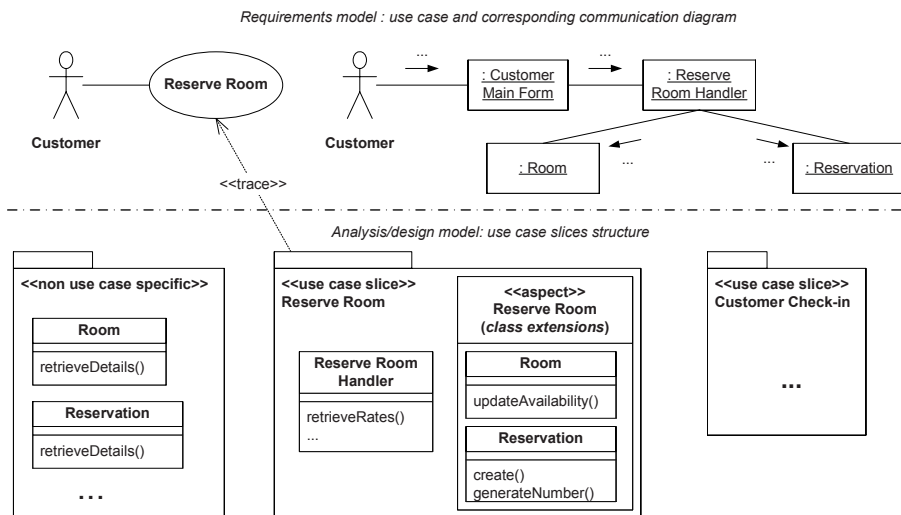 Requirements model : use case and corresponding communication diagram
Reserve Room
Customer
Customer
...
: Customer
Main Form
...
: Reserve
Room Handler
: Room
...
...
: Reservation
<<trace>>
Analysis/design model: use case slices structure
<<non use case specific>>
Room
retrieveDetails()
Reservation
retrieveDetails()
...
<<use case slice>>
Reserve Room
Reserve Room
Handler
retrieveRates()
...
<<aspect>>
Reserve Room
(class extensions)
Room
updateAvailability()
Reservation
create()
generateNumber()
<<use case slice>>
Customer Check-in
...